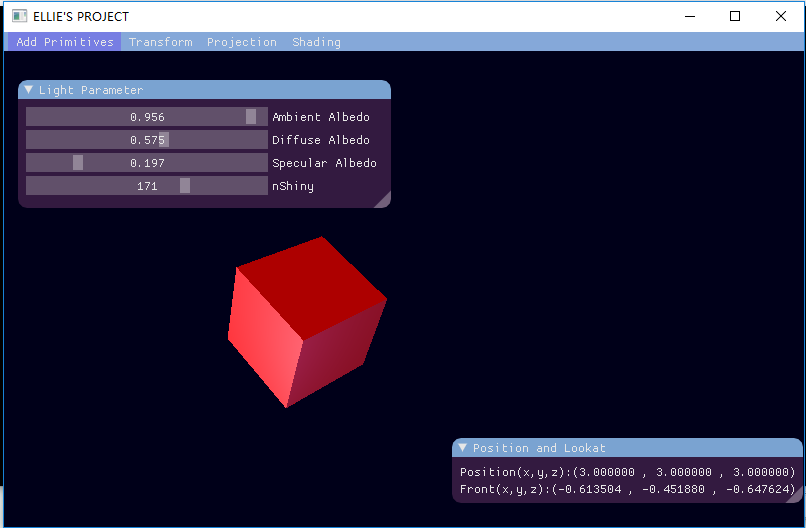 ELLIE'S PROJECT
Add Primitives Transform Projection Shading
Light Parameter
0.956 Ambient Albedo
0.575 Diffuse Albedo
0.197 Specular Albedo
171 nShiny
Position and Lookat
Position(x,y,z):(3.000000 , 3.000000 , 3.000000)
Front(x,y,z):(-0.613504 , -0.451880 , -0.647624)